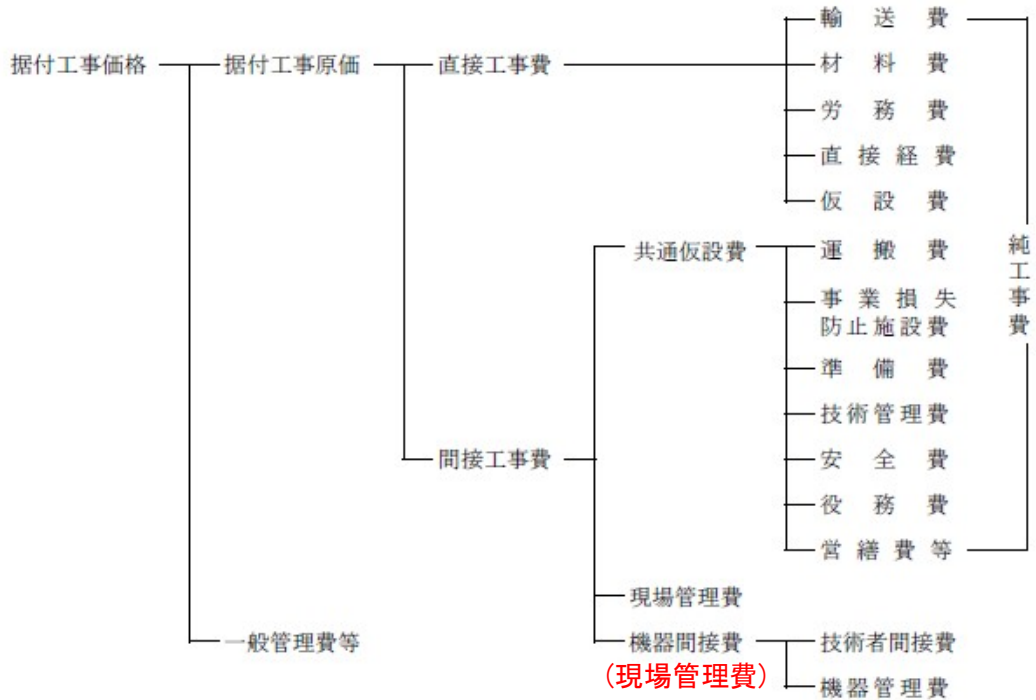 輸送費
据付工事価格 据付工事原価 直接工事費 材料費
労務費
直接経費
仮設費
共通仮設費 運搬費
純工事費
事業損失
防止施設費
準備費
技術管理費
間接工事費 安全費
役務費
営繕費等
現場管理費
一般管理費等 機器間接費 技術者間接費
(現場管理費) 機器管理費